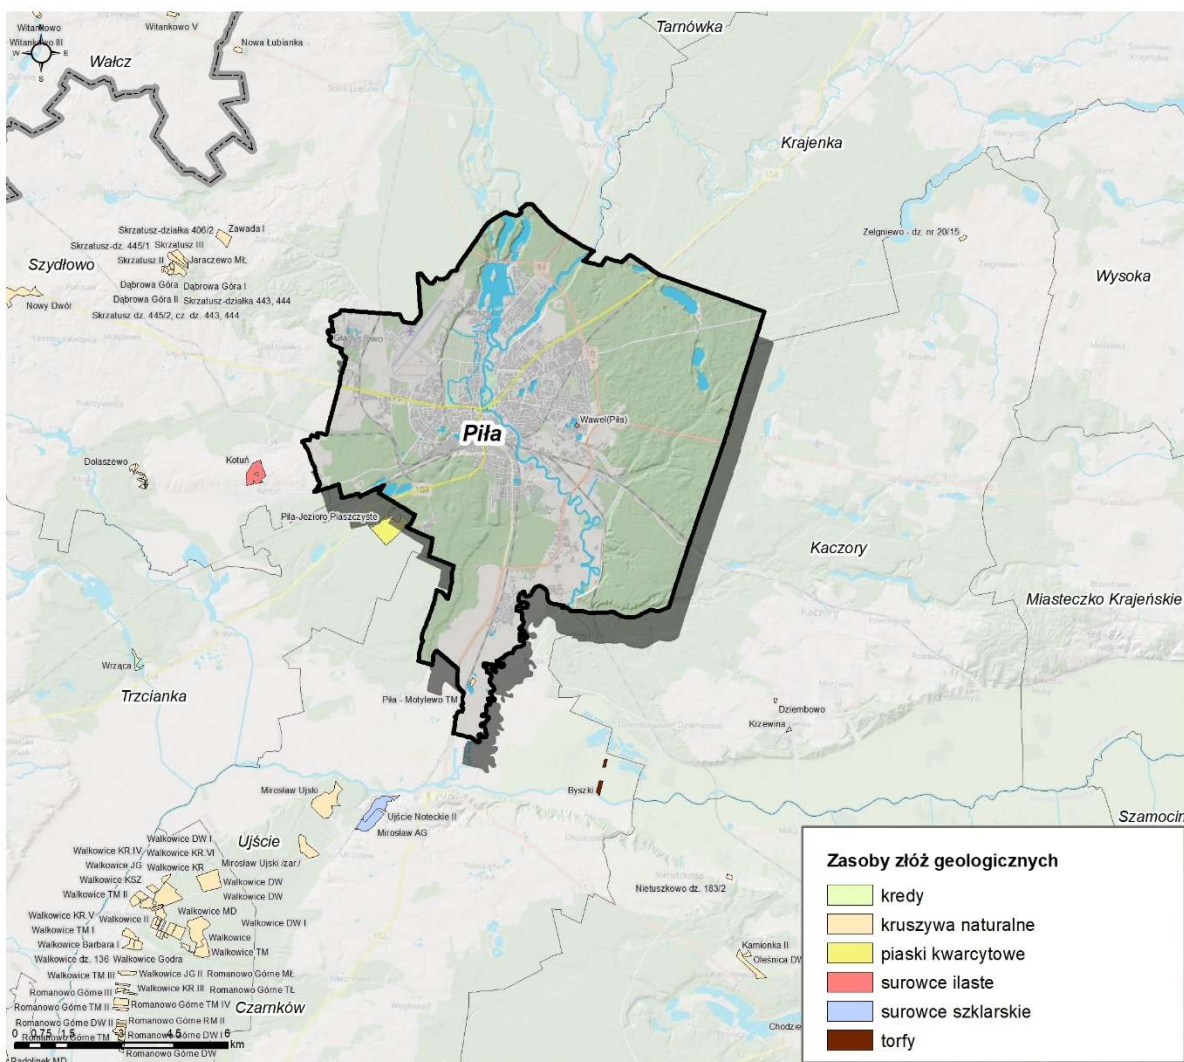 Witankowo
Witankowo III
Witankowo V
Nowa Łubianka
Tarnówka
Wałcz
N
W
E
S
Krajenka
Skrzatusz-działka 406/2
Zawada I
Skrzatusz-dz. 445/1
Skrzatusz III
Szydłowo
Skrzatusz II
Jaraczewo MŁ
Dąbrowa Góra
Dąbrowa Góra I
Nowy Dwór
Dąbrowa Góra II
Skrzatusz-działka 443, 444
Skrzatusz dz. 445/2, cz. dz. 443, 444
Zelgniewo - dz. nr 20/15
Wysoka
Wawel(Piła)
Piła
Dolaszewo
Kotuń
Piła-Jezioro Piaszczyste
Kaczory
Miasteczko Krajeńskie
Wrząca
Trzcianka
Piła - Motylewo TM
Dziembowo
Krzewina
Byszki
Mirosław Ujski
Ujście Noteckie II
Mirosław AG
Szamocin
Ujście
Walkowice DW I
Walkowice KR.IV
Walkowice KR.VI
Walkowice JG
Walkowice KR
Mirosław Ujski /zar./
Walkowice KSZ
Walkowice DW
Walkowice TM II
Walkowice DW
Walkowice KR.V
Walkowice II
Walkowice MD
Walkowice DW I
Walkowice TM I
Walkowice
Walkowice Barbara I
Walkowice TM
Walkowice dz. 136
Walkowice Godra
Walkowice TM III
Walkowice JG II
Romanowo Górne MŁ
Romanowo Górne III
Walkowice KR III
Romanowo Górne TŁ
Romanowo Górne TM II
Romanowo Górne TM IV
Czarnków
Romanowo Górne DW II
Romanowo Górne RM II
Romanowo Górne TM
Romanowo Górne DW I
Romanowo Górne DW
Radolinek MD
0 0.75 1.5 3 4.5 6
km
Nietuszkowo dz. 183/2
Kamionka II
Oleśnica DW
Zasoby złóż geologicznych
kredy
kruszywa naturalne
piaski kwarcytowe
surowce ilaste
surowce szklarskie
torfy